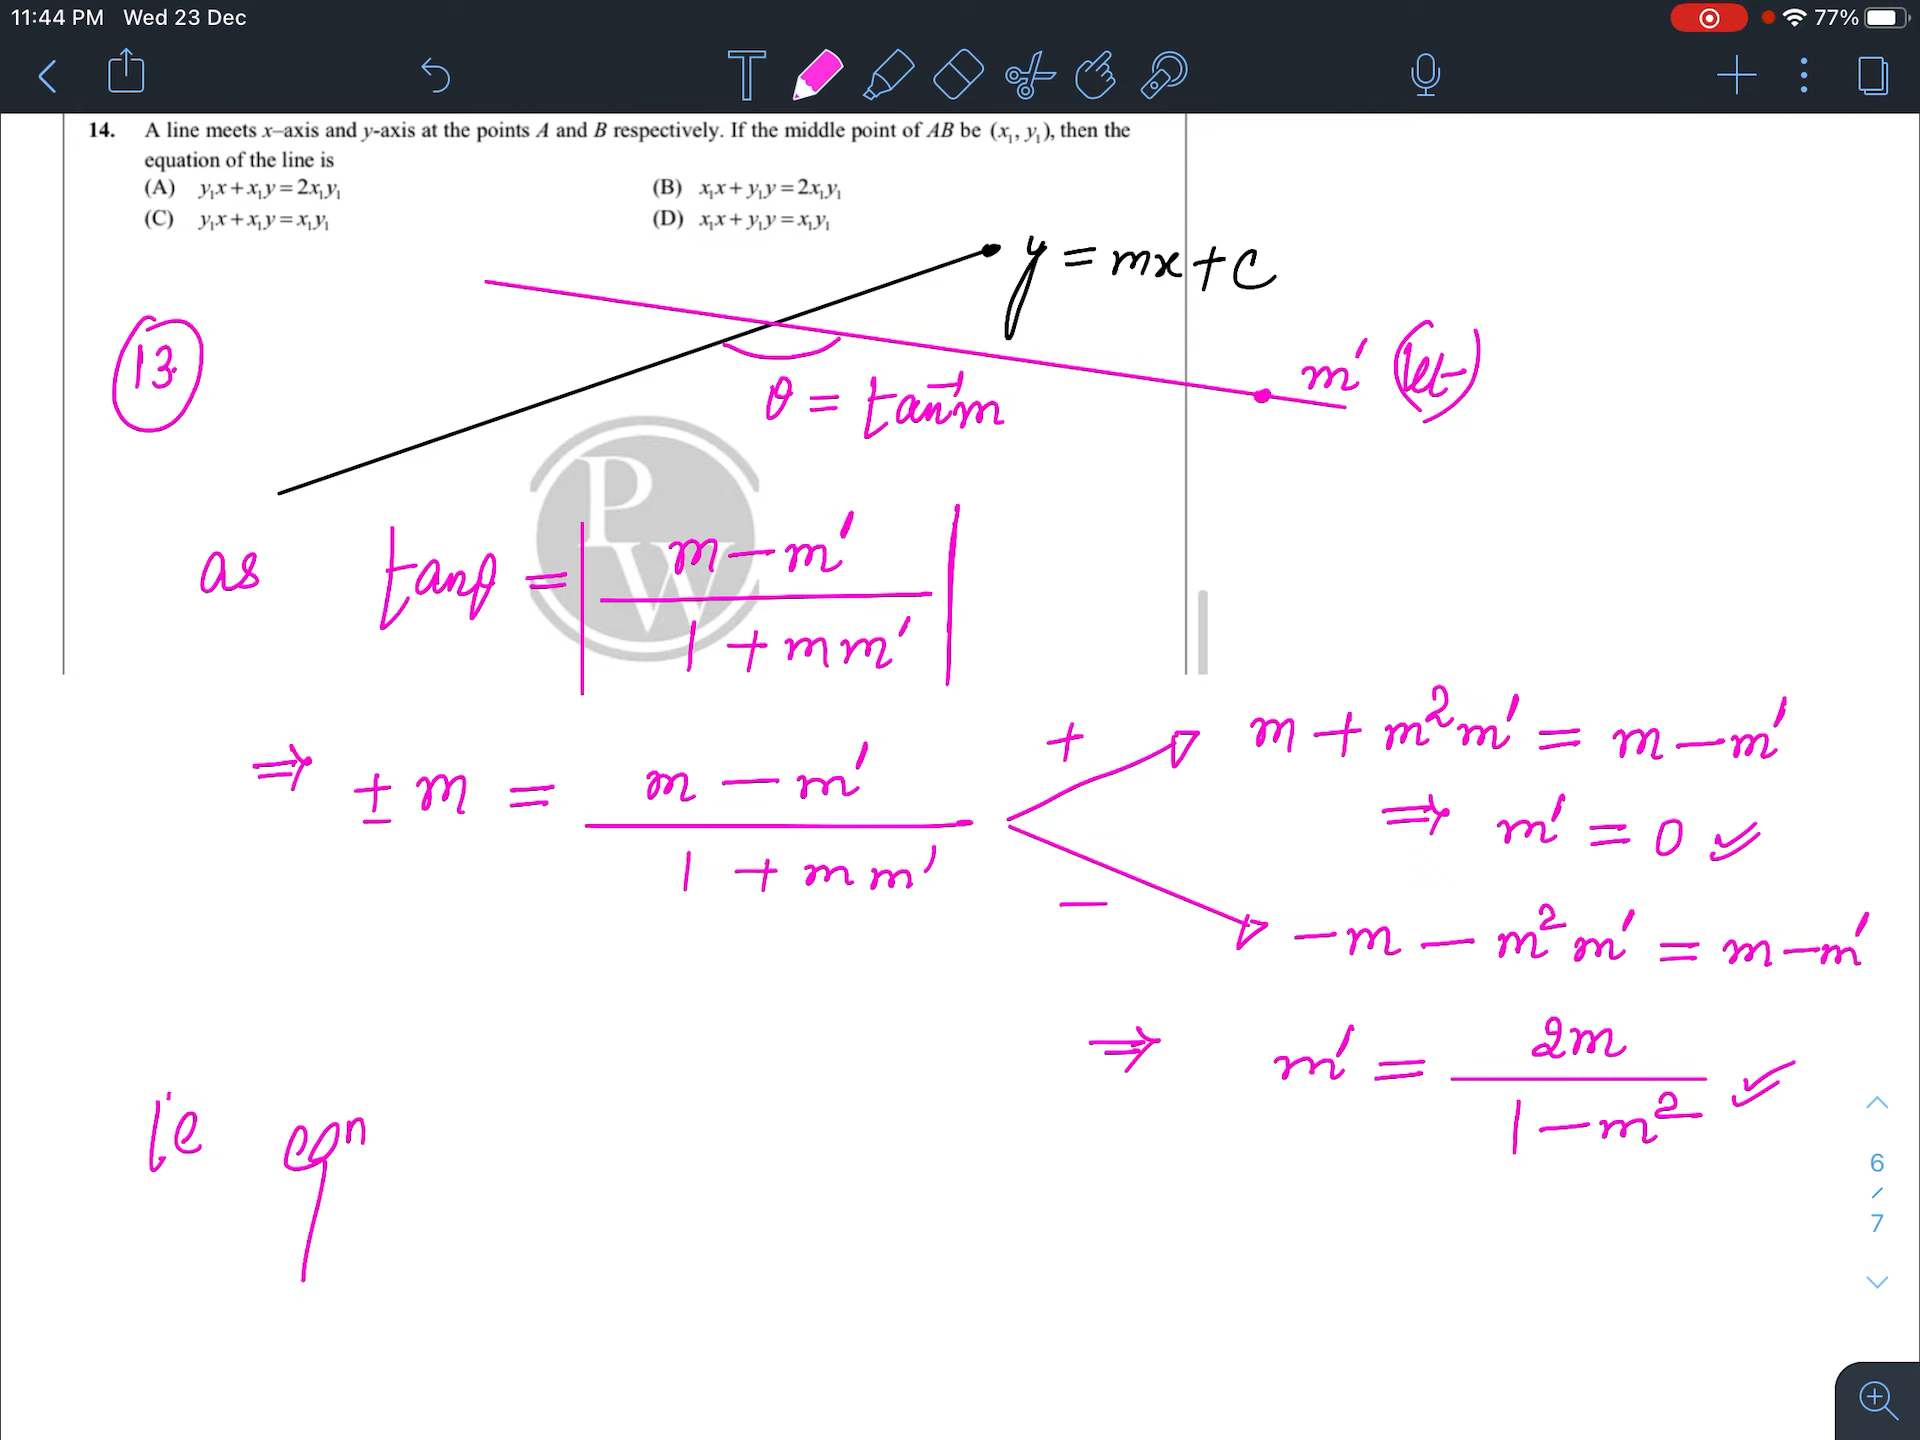 11:44 PM Wed 23 Dec
77%
14. A line meets x–axis and y-axis at the points A and B respectively. If the middle point of AB be (x₁, y₁), then the
equation of the line is
(A) y₁x + x₁y = 2x₁y₁ (B) x₁x + y₁y = 2x₁y₁
(C) y₁x + x₁y = x₁y₁ (D) x₁x + y₁y = x₁y₁
y = mx + c
13
m' (let)
θ = tan⁻¹m
PW
as tanθ = | (m − m') / (1 + mm') |
⇒ ± m = (m − m') / (1 + mm')
+ m + m²m' = m − m'
⇒ m' = 0
− −m − m²m' = m − m'
⇒ m' = 2m / (1 − m²)
ie eqⁿ
6
/
7